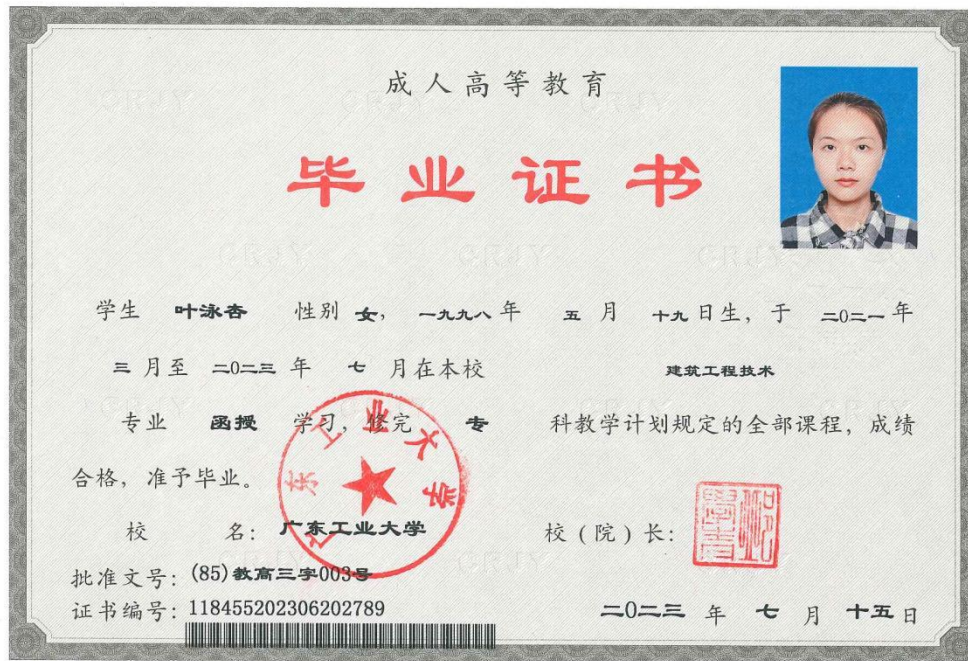 成人高等教育
毕业证书
学生 叶泳杏 性别 女， 一九九八 年 五 月 十九 日生，于 二0二一 年
三 月至 二0二三 年 七 月在本校 建筑工程技术
专业 函授 学习，修完 专 科教学计划规定的全部课程，成绩
合格，准予毕业。
广东工业大学
校 名： 广东工业大学 校（院）长：
批准文号：(85)教高三字003号
证书编号：118455202306202789
二0二三 年 七 月 十五 日